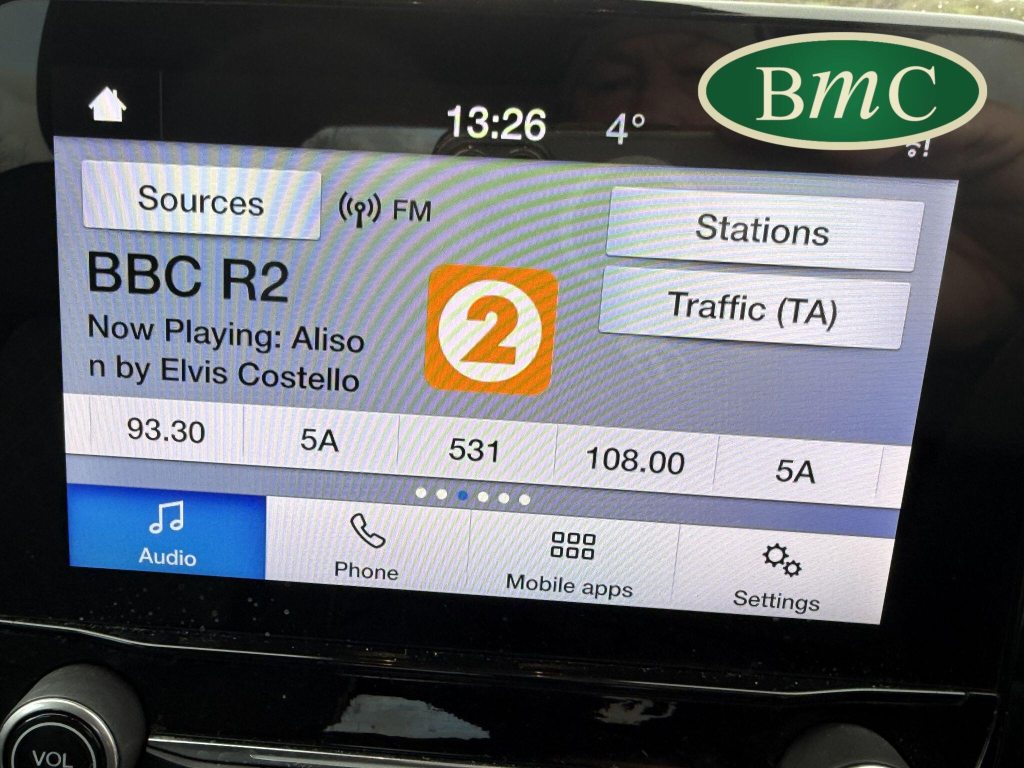 BmC
13:26 4°
Sources FM Stations
BBC R2
2
Traffic (TA)
Now Playing: Aliso
n by Elvis Costello
93.30 5A 531 108.00 5A
Audio Phone Mobile apps Settings
VOL